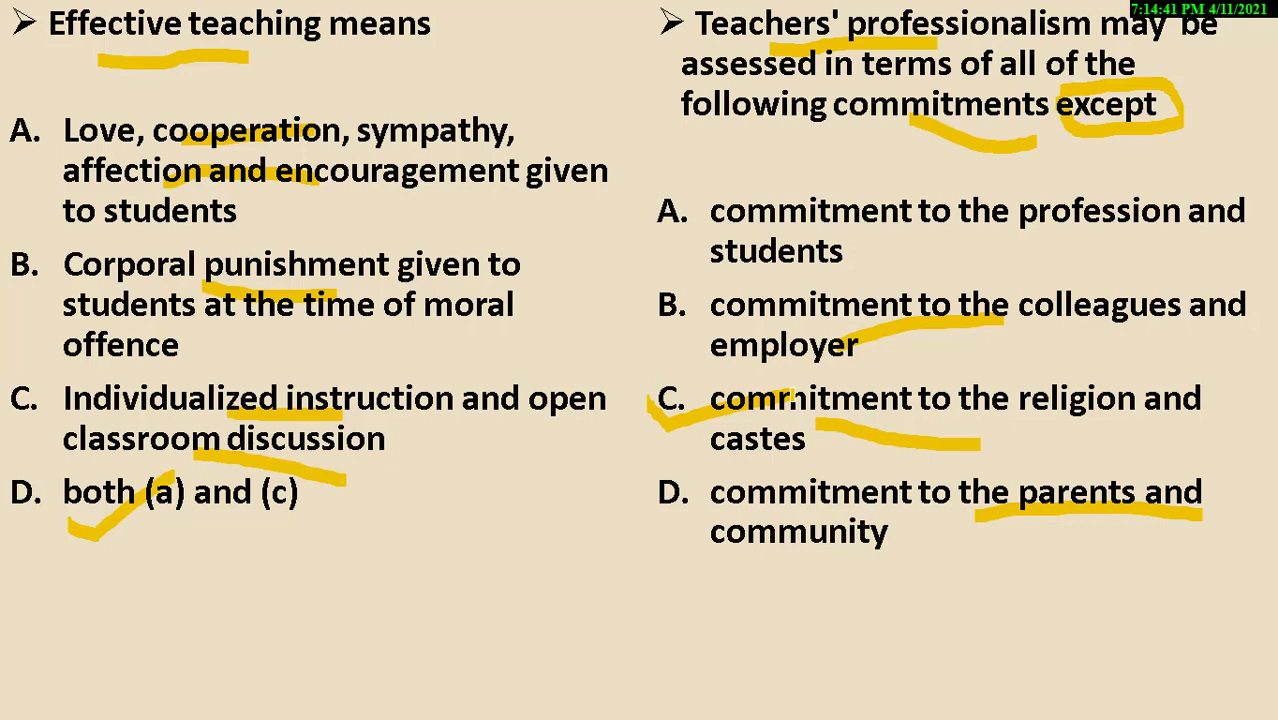 7:14:41 PM 4/11/2021
➢ Effective teaching means
A. Love, cooperation, sympathy,
affection and encouragement given
to students
B. Corporal punishment given to
students at the time of moral
offence
C. Individualized instruction and open
classroom discussion
D. both (a) and (c)
➢ Teachers' professionalism may be
assessed in terms of all of the
following commitments except
A. commitment to the profession and
students
B. commitment to the colleagues and
employer
C. commitment to the religion and
castes
D. commitment to the parents and
community